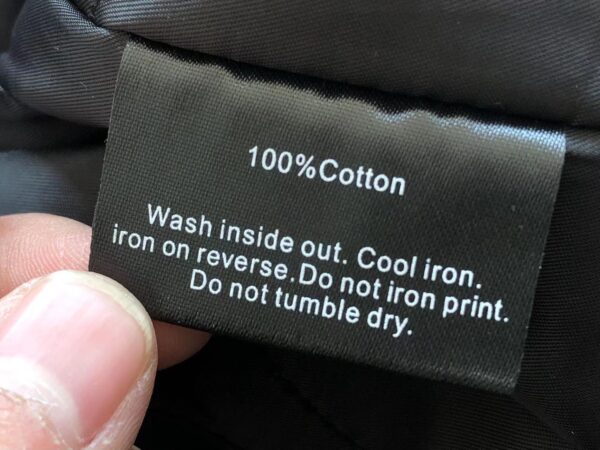 100%Cotton
Wash inside out. Cool iron.
iron on reverse.Do not iron print.
Do not tumble dry.